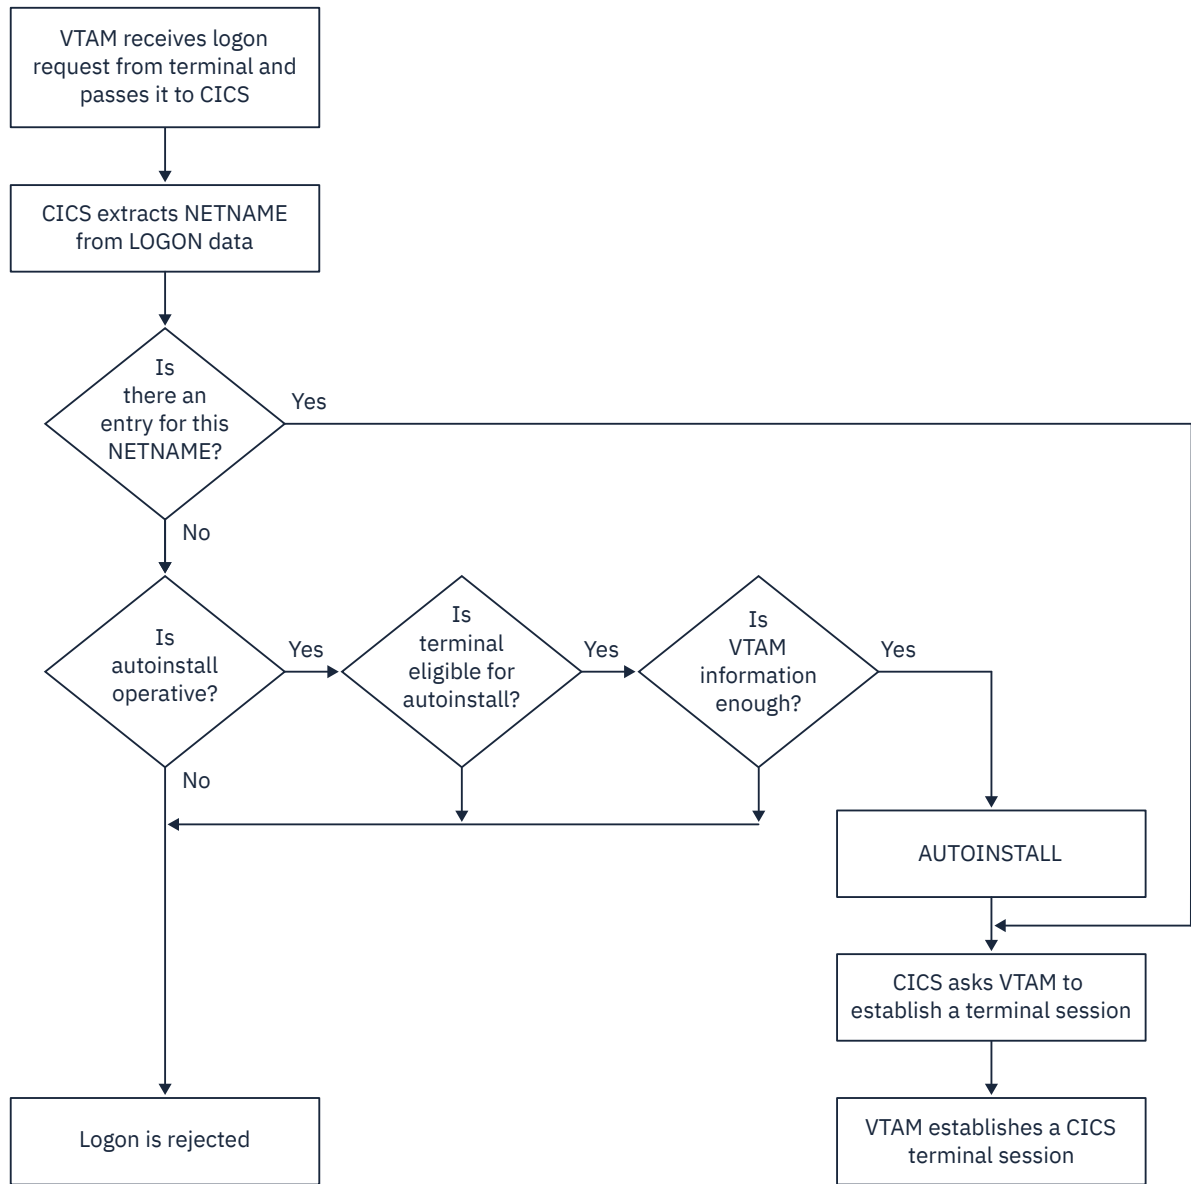 VTAM receives logon
request from terminal and
passes it to CICS
CICS extracts NETNAME
from LOGON data
Is
there an
entry for this
NETNAME?
Yes
No
Is
autoinstall
operative?
Yes
Is
terminal
eligible for
autoinstall?
Yes
Is
VTAM
information
enough?
Yes
No
AUTOINSTALL
CICS asks VTAM to
establish a terminal session
Logon is rejected
VTAM establishes a CICS
terminal session